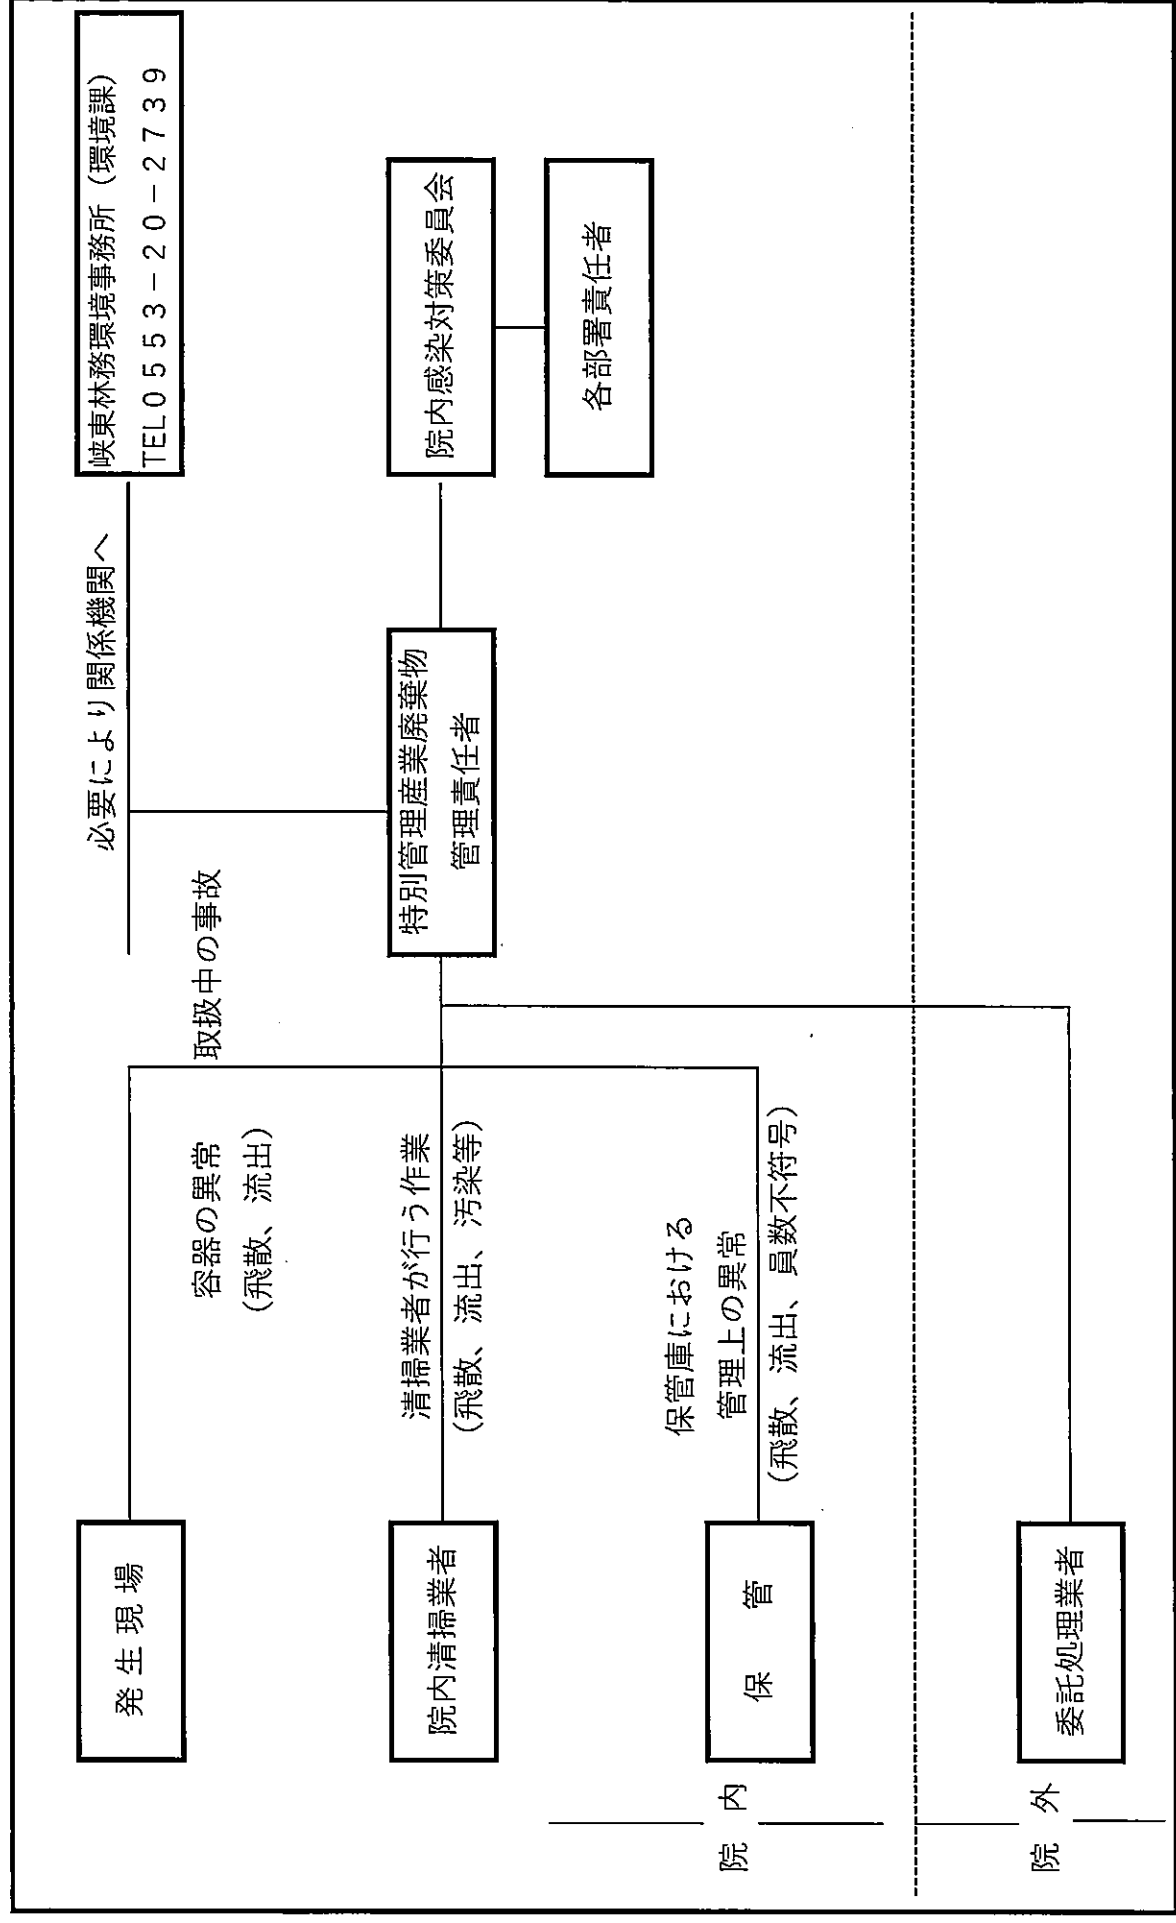 発生現場
容器の異常
(飛散、流出)
取扱中の事故
必要により関係機関へ
峡東林務環境事務所(環境課)
TEL0553-20-2739
院内清掃業者
清掃業者が行う作業
(飛散、流出、汚染等)
特別管理産業廃棄物
管理責任者
院内感染対策委員会
各部署責任者
院内
保管
保管庫における
管理上の異常
(飛散、流出、員数不符号)
院外
委託処理業者